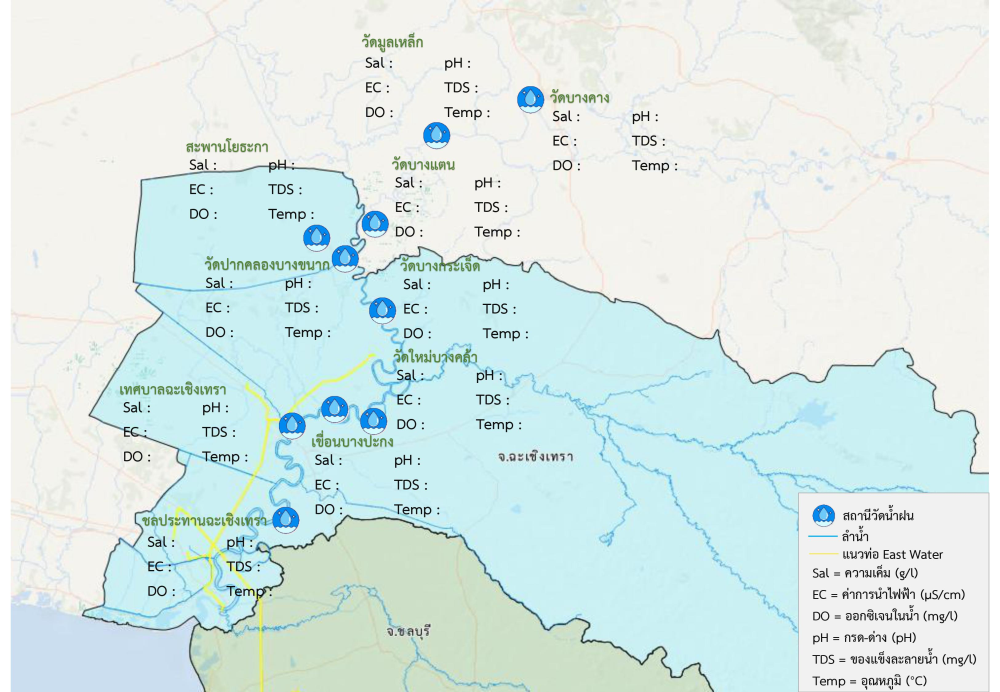 วัดมูลเหล็ก
Sal : pH :
EC : TDS :
DO : Temp :
วัดบางคาง
Sal : pH :
EC : TDS :
DO : Temp :
สะพานโยธะกา
Sal : pH :
EC : TDS :
DO : Temp :
วัดบางแตน
Sal : pH :
EC : TDS :
DO : Temp :
วัดปากคลองบางขนาก
Sal : pH :
EC : TDS :
DO : Temp :
วัดบางกระเจ็ด
Sal : pH :
EC : TDS :
DO : Temp :
วัดใหม่บางคล้า
Sal : pH :
EC : TDS :
DO : Temp :
เทศบาลฉะเชิงเทรา
Sal : pH :
EC : TDS :
DO : Temp :
เขื่อนบางปะกง
Sal : pH :
EC : TDS :
DO : Temp :
จ.ฉะเชิงเทรา
ชลประทานฉะเชิงเทรา
Sal : pH :
EC : TDS :
DO : Temp :
จ.ชลบุรี
สถานีวัดน้ำฝน
ลำน้ำ
แนวท่อ East Water
Sal = ความเค็ม (g/l)
EC = ค่าการนำไฟฟ้า (µS/cm)
DO = ออกซิเจนในน้ำ (mg/l)
pH = กรด-ด่าง (pH)
TDS = ของแข็งละลายน้ำ (mg/l)
Temp = อุณหภูมิ (°C)